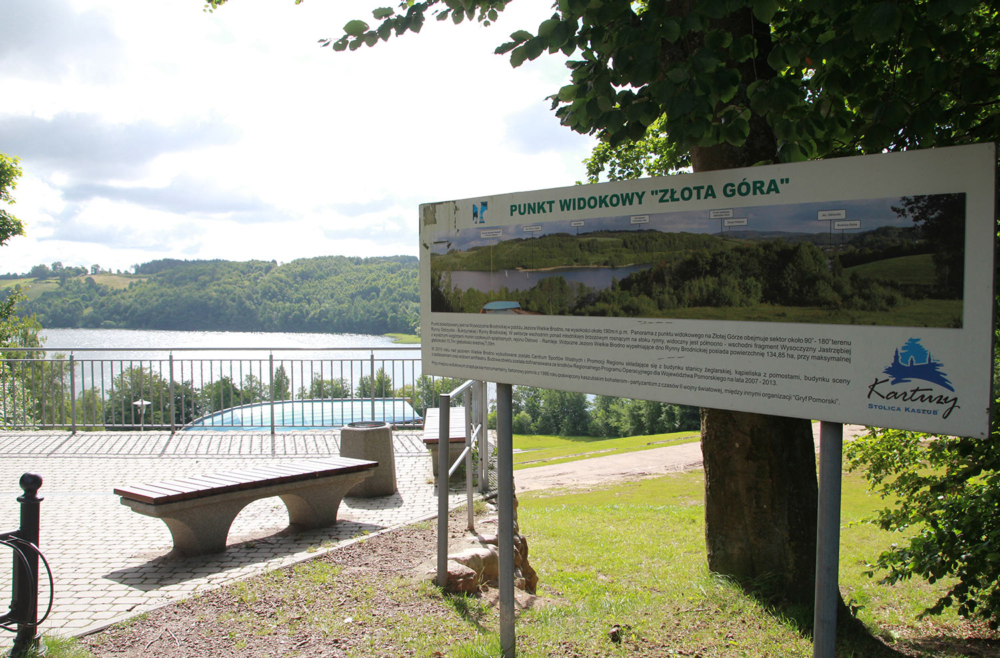 PUNKT WIDOKOWY "ZŁOTA GÓRA"
Jez. Ostrzyckie
Brodnica Dolna
Punkt zlokalizowany jest na Wysoczyźnie Brodnickiej w pobliżu Jeziora Wielkie Brodno, na wysokości około 190m n.p.m. Panorama z punktu widokowego na Złotej Górze obejmuje sektor około 90°- 180° terenu
Rynny Ostrzycko - Bukrzyńskiej i Rynny Brodnickiej. W sektorze wschodnim ponad młodnikiem brzozowym rosnącym na stoku rynny, widoczny jest północno - wschodni fragment Wysoczyzny Jastrzębiej
z wyraźnymi wzgórzami moren czołowych spiętrzonych, rejonu Ostowo - Ramleje. Widoczne Jezioro Wielkie Brodno wypełniające dno Rynny Brodnickiej posiada powierzchnię 134,85 ha, przy maksymalnej
głębokości 15,7m i głębokości średniej 7,09m.
W 2010 roku nad jeziorem Wielkie Brodno wybudowane zostało Centrum Sportów Wodnych i Promocji Regionu składające się z budynku stanicy żeglarskiej, kąpieliska z pomostami, budynku sceny
z zadaszeniem oraz widowni amfiteatru. Budowa obiektu została dofinansowana ze środków Regionalnego Programu Operacyjnego dla Województwa Pomorskiego na lata 2007 - 2013.
Przy miejscu widokowym znajduje się monumentalny, betonowy pomnik z 1986 roku poświęcony kaszubskim bohaterom - partyzantom z czasów II wojny światowej, między innymi organizacji "Gryf Pomorski".
Kartuzy
STOLICA KASZUB